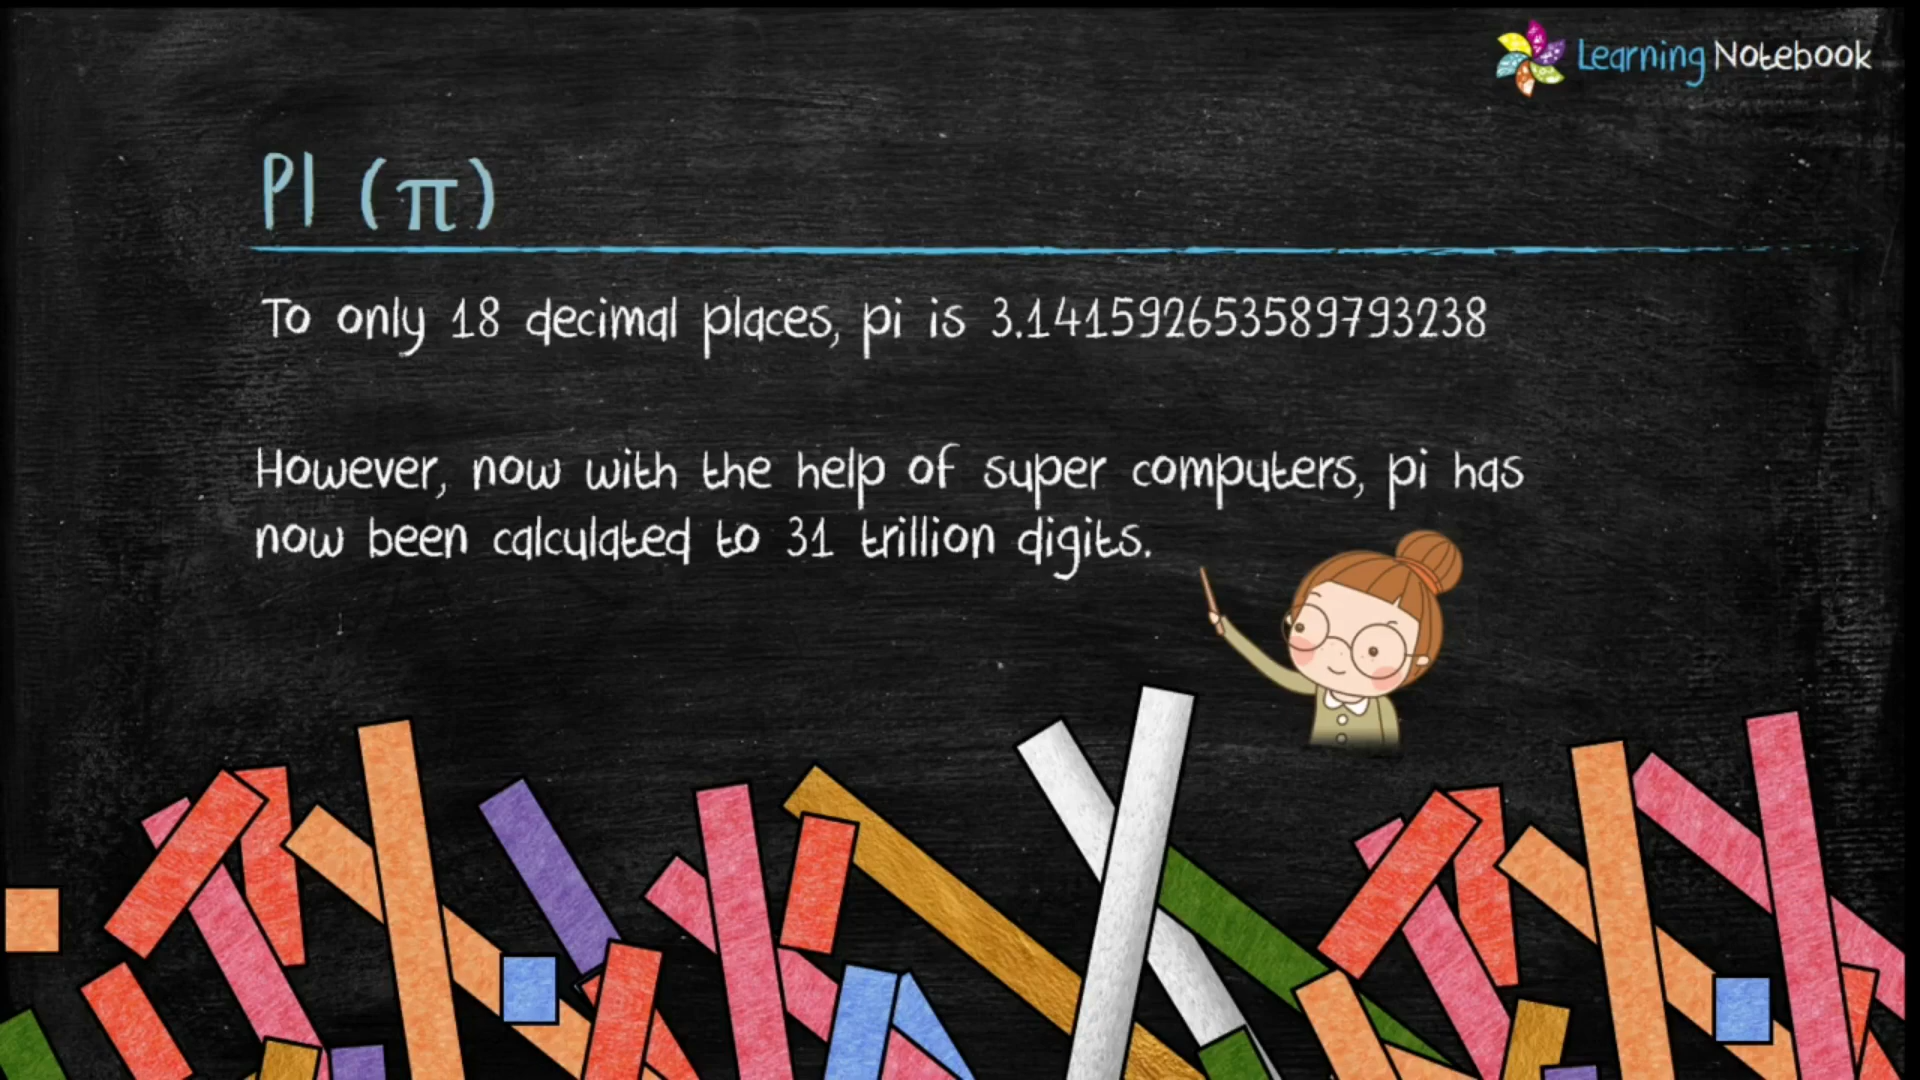 Learning Notebook
PI (π)
To only 18 decimal places, pi is 3.141592653589793238
However, now with the help of super computers, pi has
now been calculated to 31 trillion digits.